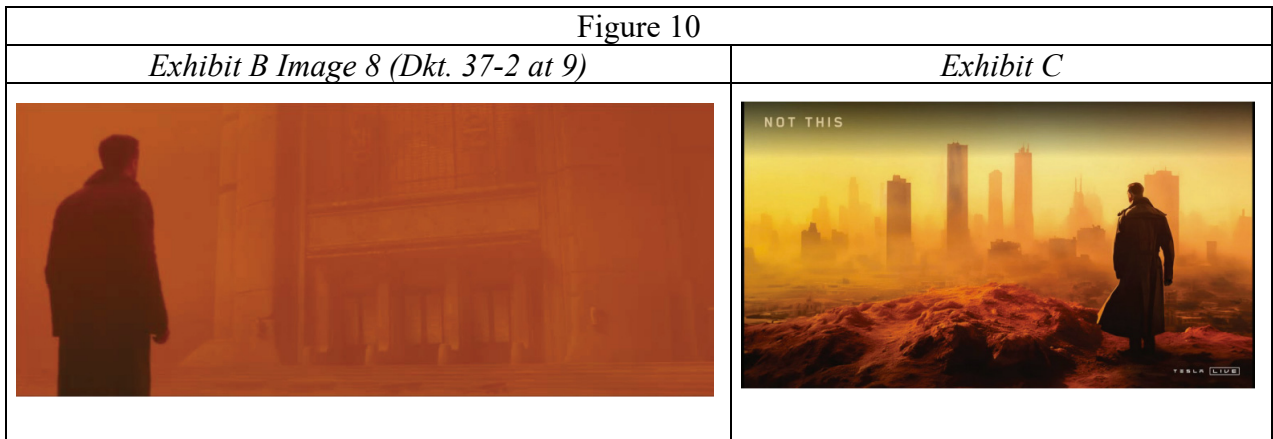 Figure 10
Exhibit B Image 8 (Dkt. 37-2 at 9)
Exhibit C
NOT THIS
TESLA LIVE